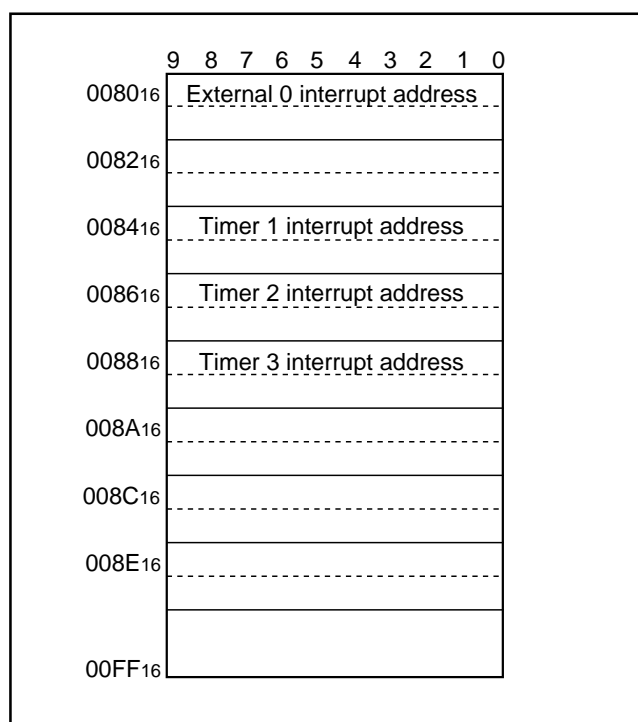 9 8 7 6 5 4 3 2 1 0
008016 External 0 interrupt address
008216
008416 Timer 1 interrupt address
008616 Timer 2 interrupt address
008816 Timer 3 interrupt address
008A16
008C16
008E16
00FF16